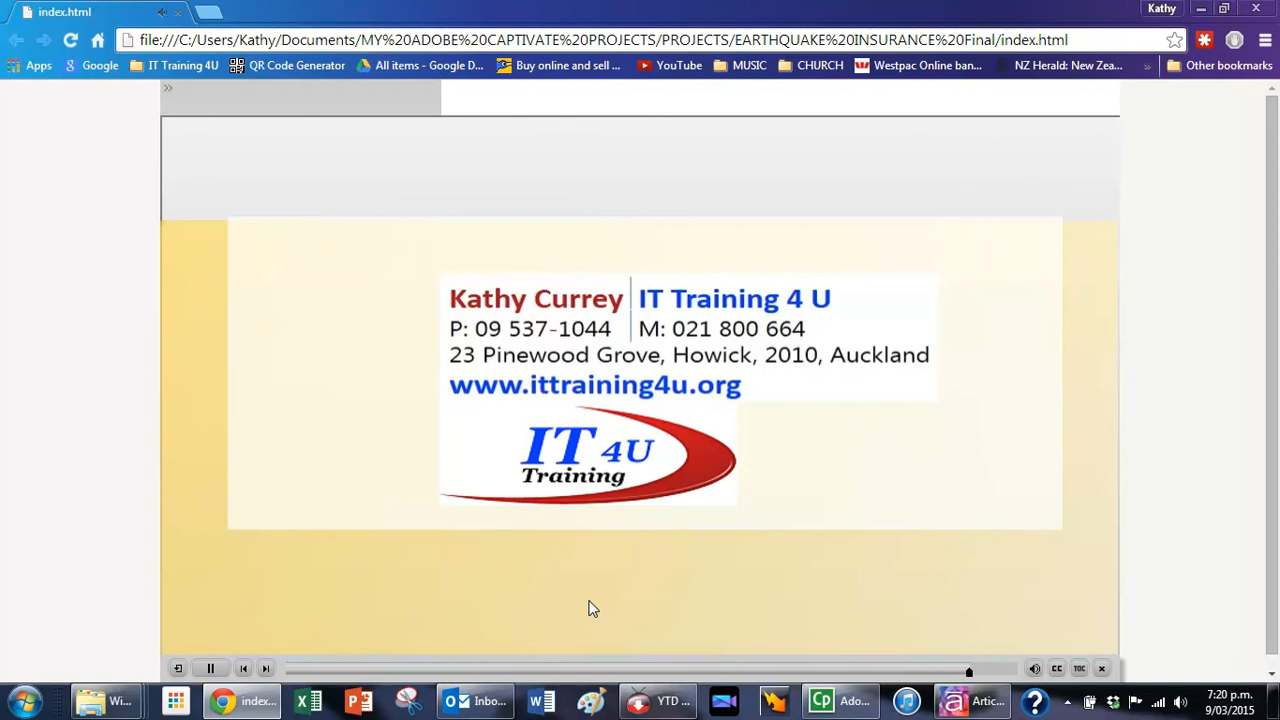 index.html
Kathy
file:///C:/Users/Kathy/Documents/MY%20ADOBE%20CAPTIVATE%20PROJECTS/PROJECTS/EARTHQUAKE%20INSURANCE%20Final/index.html
Apps Google IT Training 4U QR Code Generator All items - Google D... Buy online and sell ... YouTube MUSIC CHURCH Westpac Online ban... NZ Herald: New Zea... » Other bookmarks
»
Kathy Currey IT Training 4 U
P: 09 537-1044 M: 021 800 664
23 Pinewood Grove, Howick, 2010, Auckland
www.ittraining4u.org
IT 4U
Training
CC TOC
Wi... index... Inbo... YTD ... Ado... Artic... 7:20 p.m.
9/03/2015